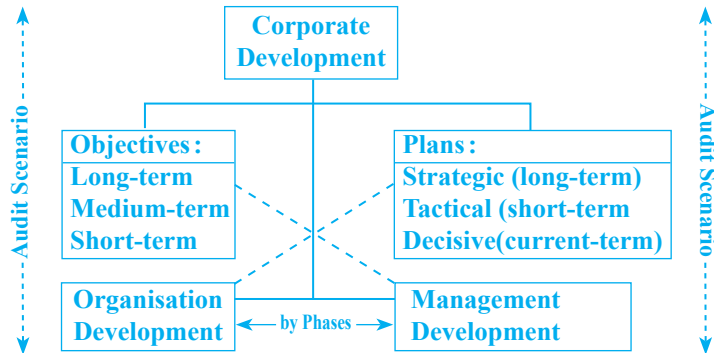 Corporate
Development
Audit Scenario
Objectives:
Long-term
Medium-term
Short-term
Plans:
Strategic (long-term)
Tactical (short-term
Decisive(current-term)
Audit Scenario
Organisation
Development
by Phases
Management
Development